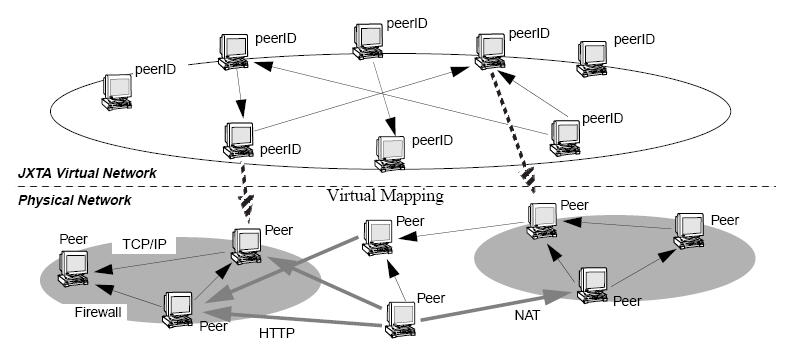 peerID
peerID
peerID
peerID
peerID
peerID
peerID
peerID
JXTA Virtual Network
Virtual Mapping
Physical Network
Peer
Peer
Peer
Peer
Peer
TCP/IP
Peer
Peer
Peer
Firewall
Peer
HTTP
NAT